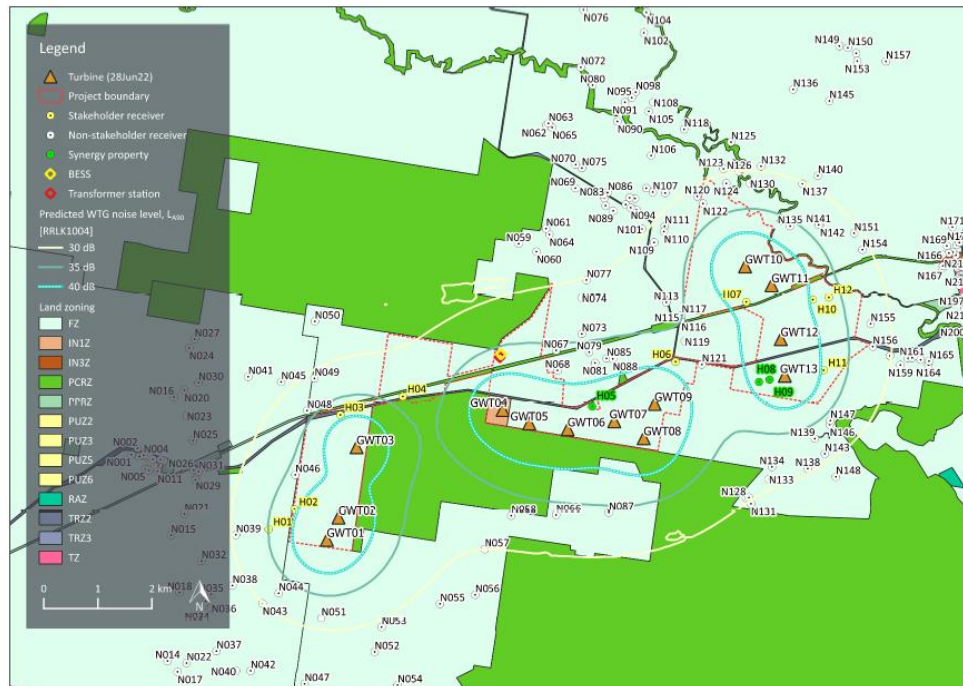 Legend
Turbine (28Jun22)
Project boundary
Stakeholder receiver
Non-stakeholder receiver
Synergy property
BESS
Transformer station
Predicted WTG noise level, LA90
[RRLK1004]
30 dB
35 dB
40 dB
Land zoning
FZ
IN1Z
IN3Z
PCRZ
PPRZ
PUZ2
PUZ3
PUZ5
PUZ6
RAZ
TRZ2
TRZ3
TZ
0 2 km
N
N076
N104
N102
N149
N150
N157
N153
N072
N080
N136
N145
N095
N098
N091
N108
N105
N090
N063
N062
N065
N118
N125
N106
N070
N075
N123
N126
N132
N140
N069
N083
N086
N107
N120
N124
N130
N137
N089
N094
N122
N061
N059
N064
N101
N111
N110
N109
N135
N141
N142
N151
N154
N171
N169
N166
N167
N060
N077
N074
GWT10
GWT11
H12
H07
H10
N113
N117
N115
N116
N119
N197
N200
N050
N073
N067
N079
N085
N081
N088
N068
H06
N121
GWT12
N155
N156
N161
N165
N159
N164
H11
H08
GWT13
H09
N027
N024
N030
N016
N020
N023
N025
N041
N045
N049
H04
H03
N048
H05
GWT04
GWT05
GWT06
GWT07
GWT09
GWT08
N147
N139
N146
N143
N002
N004
N001
N005
N026
N031
N011
N029
GWT03
N046
N134
N138
N133
N148
N128
N131
N021
N015
H02
H01
N039
GWT02
GWT01
N058
N066
N087
N032
N057
N018
N035
N038
N044
N036
N043
N051
N056
N055
N053
N037
N014
N022
N040
N042
N017
N052
N047
N054